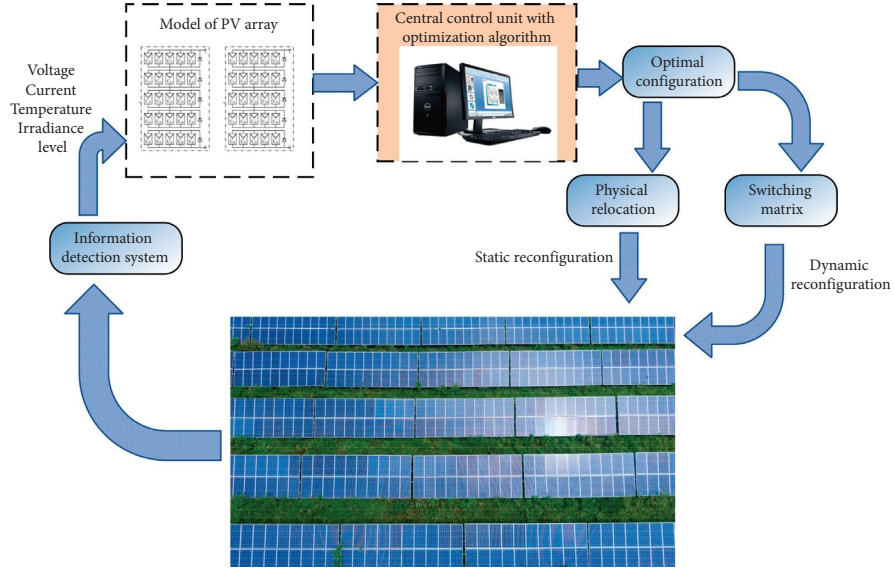 Model of PV array
Central control unit with
optimization algorithm
Voltage
Current
Temperature
Irradiance
level
Optimal
configuration
Physical
relocation
Switching
matrix
Information
detection system
Static reconfiguration
Dynamic
reconfiguration